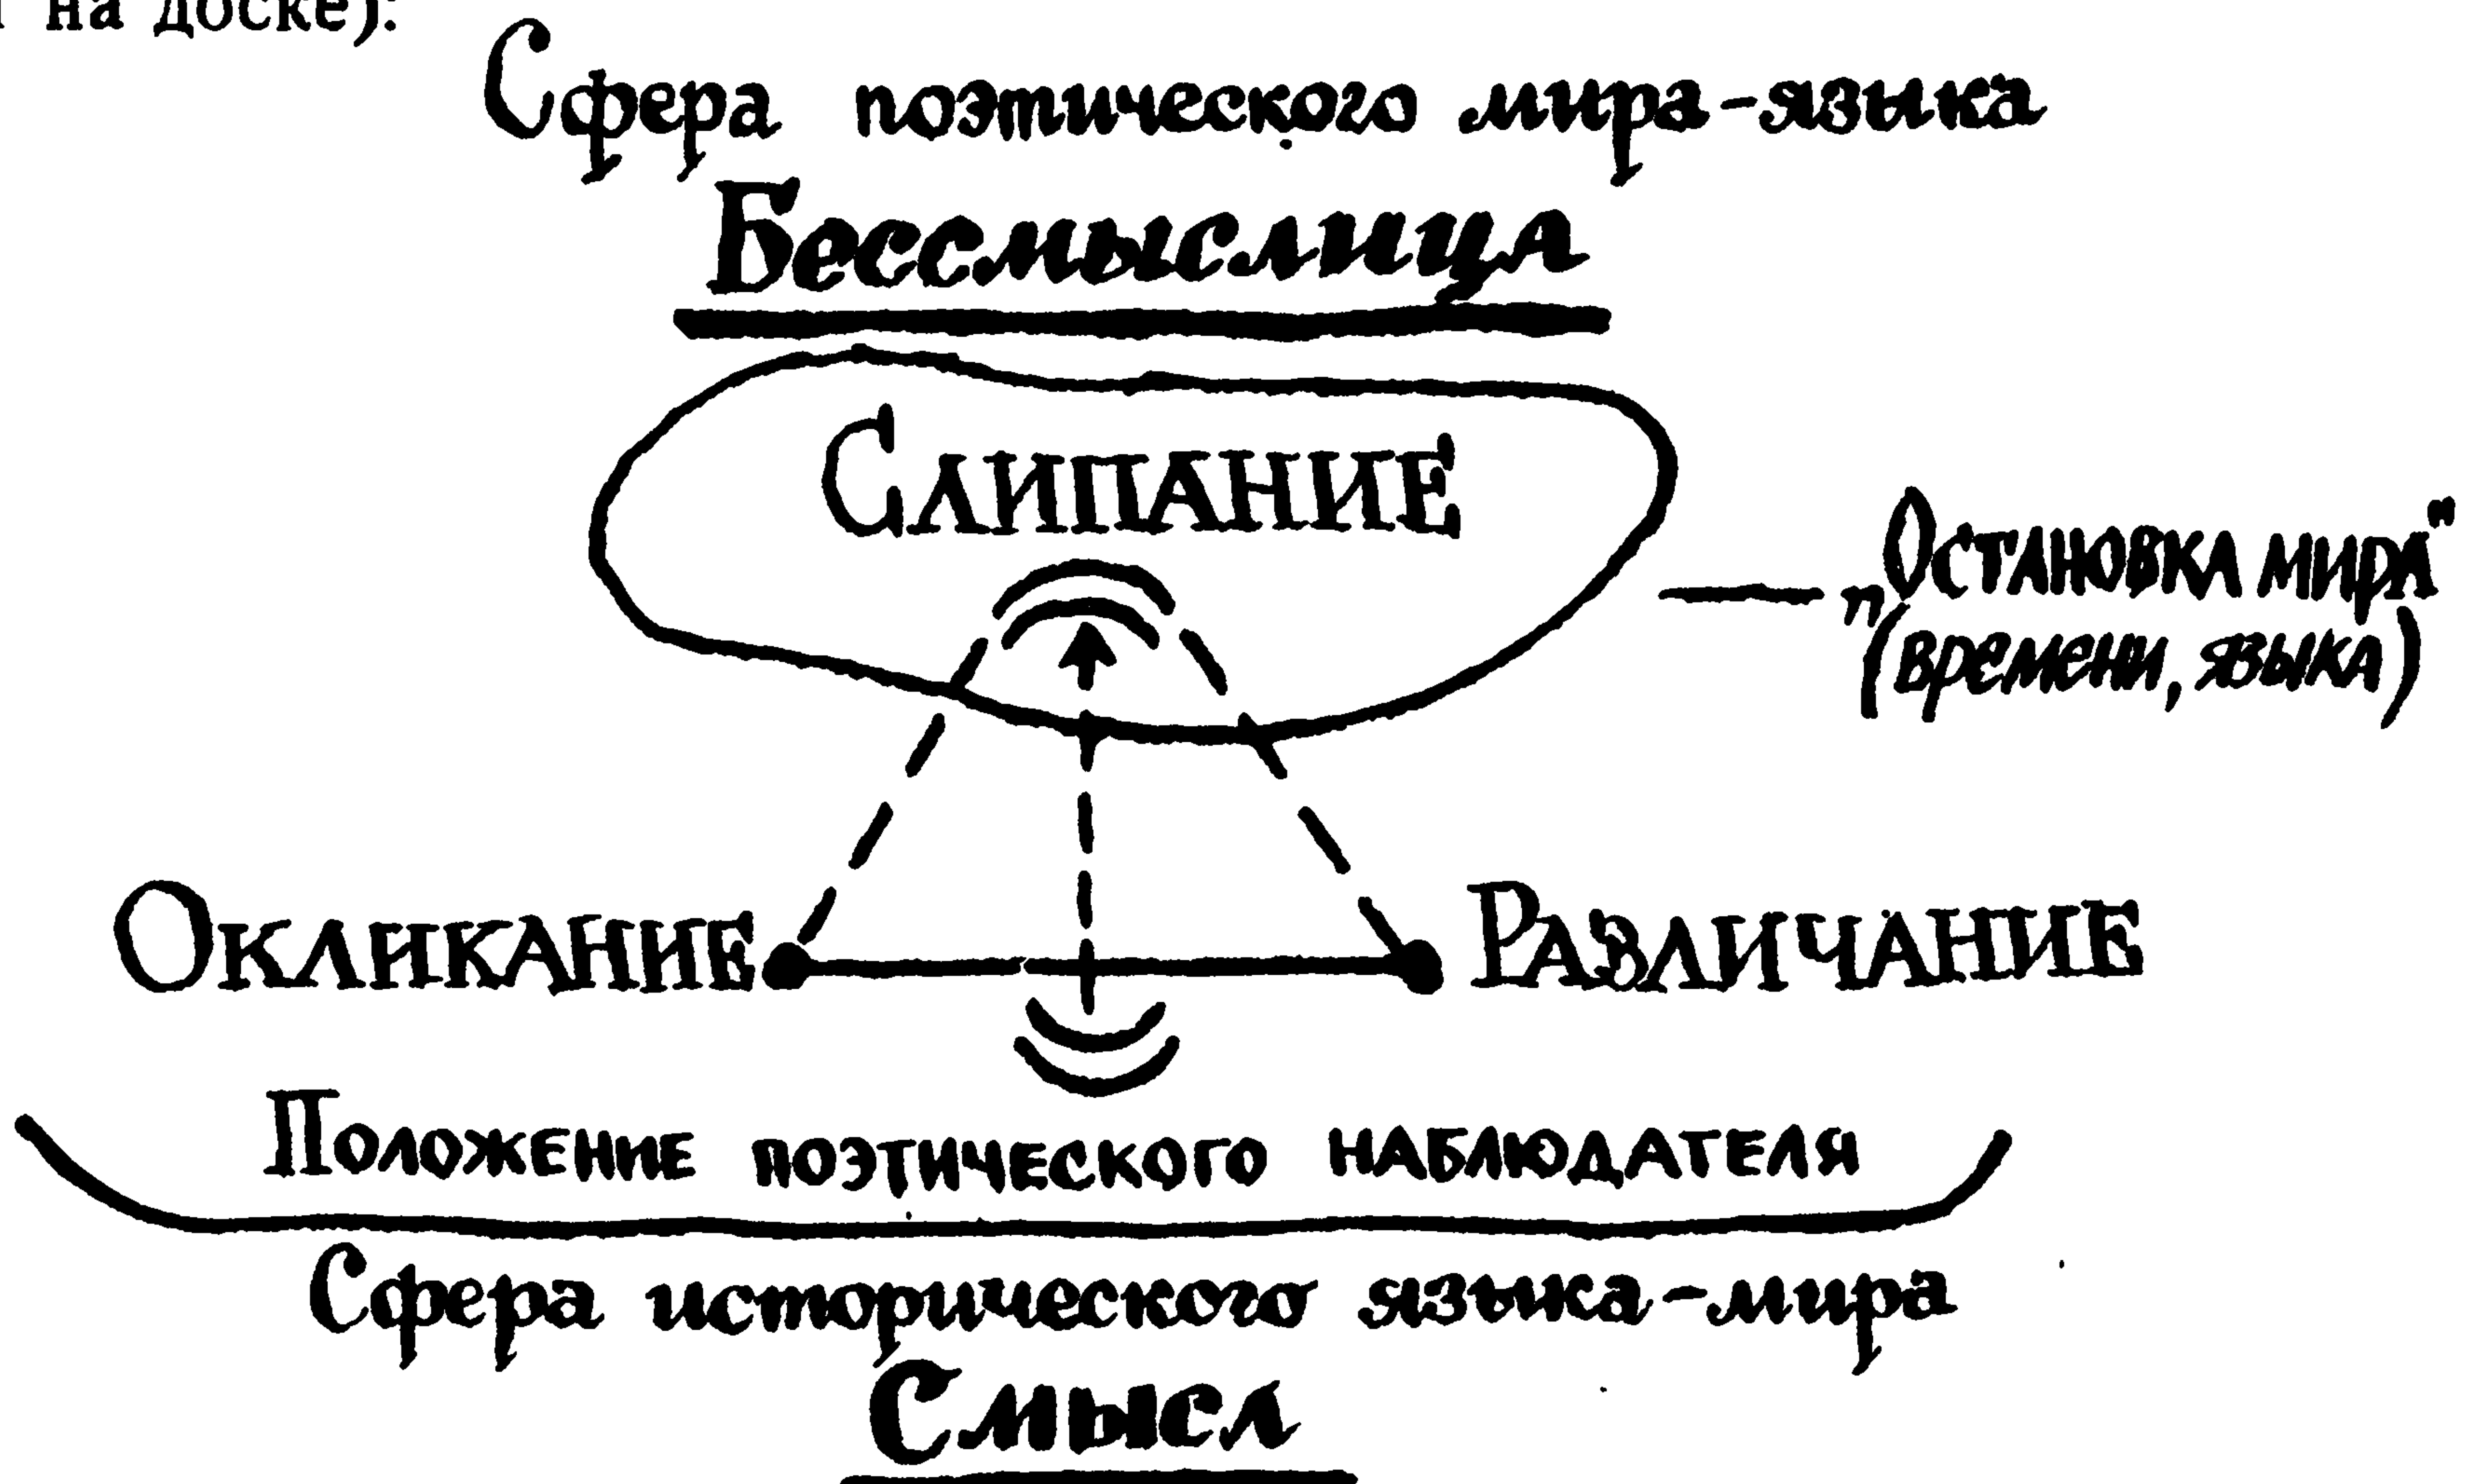 на доске):
Сфера поэтического мира-языка
Бессмыслица
СЛИПАНИЕ
„ОСТАНОВКА МИРА"
(ВРЕМЕНИ, ЯЗЫКА)
ОКЛИКАНИЕ РАЗЛИЧАНИЕ
ПОЛОЖЕНИЕ ПОЭТИЧЕСКОГО НАБЛЮДАТЕЛЯ
Сфера исторического языка-мира
Смысл